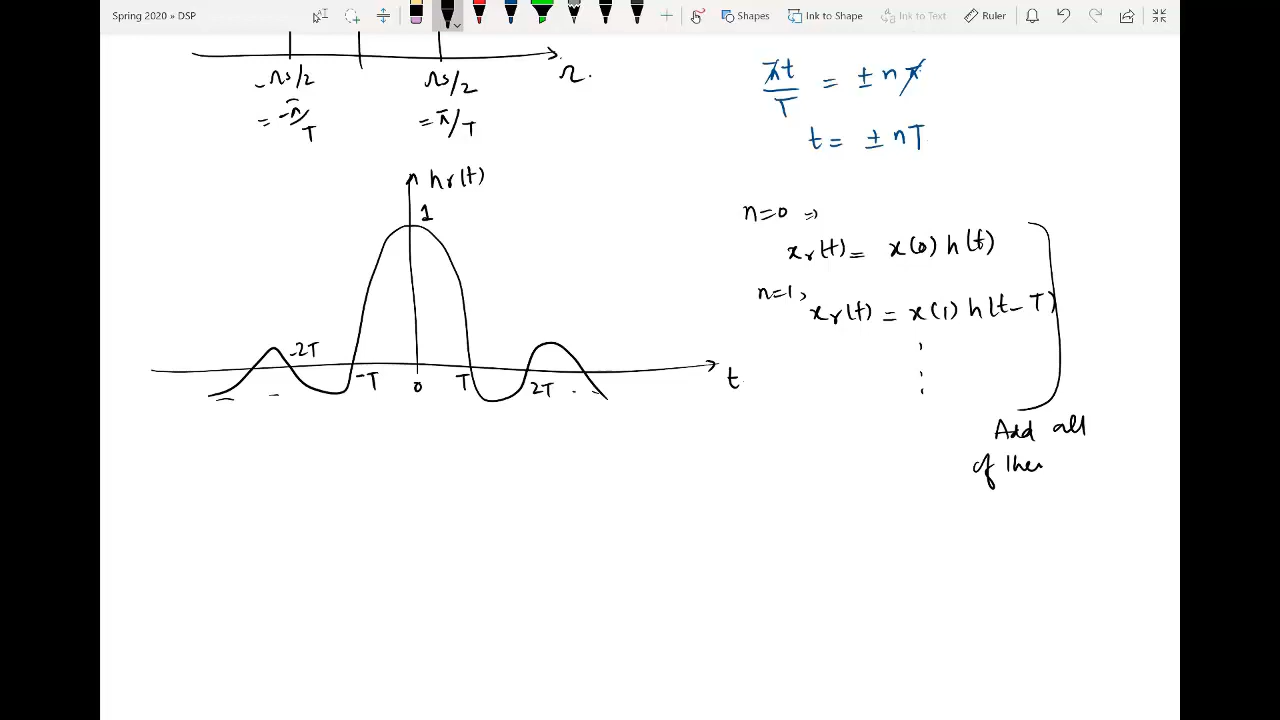 Spring 2020 » DSP
Shapes
Ink to Shape
Ink to Text
Ruler
-Ωs/2
Ωs/2
Ω
= -π/T
= π/T
πt/T = ± nπ
t = ± nT
hr(t)
1
-2T
-T
0
T
2T
t
n=0 ⇒
xr(t) = x(0) h(t)
n=1,
xr(t) = x(1) h(t-T)
Add all
of the